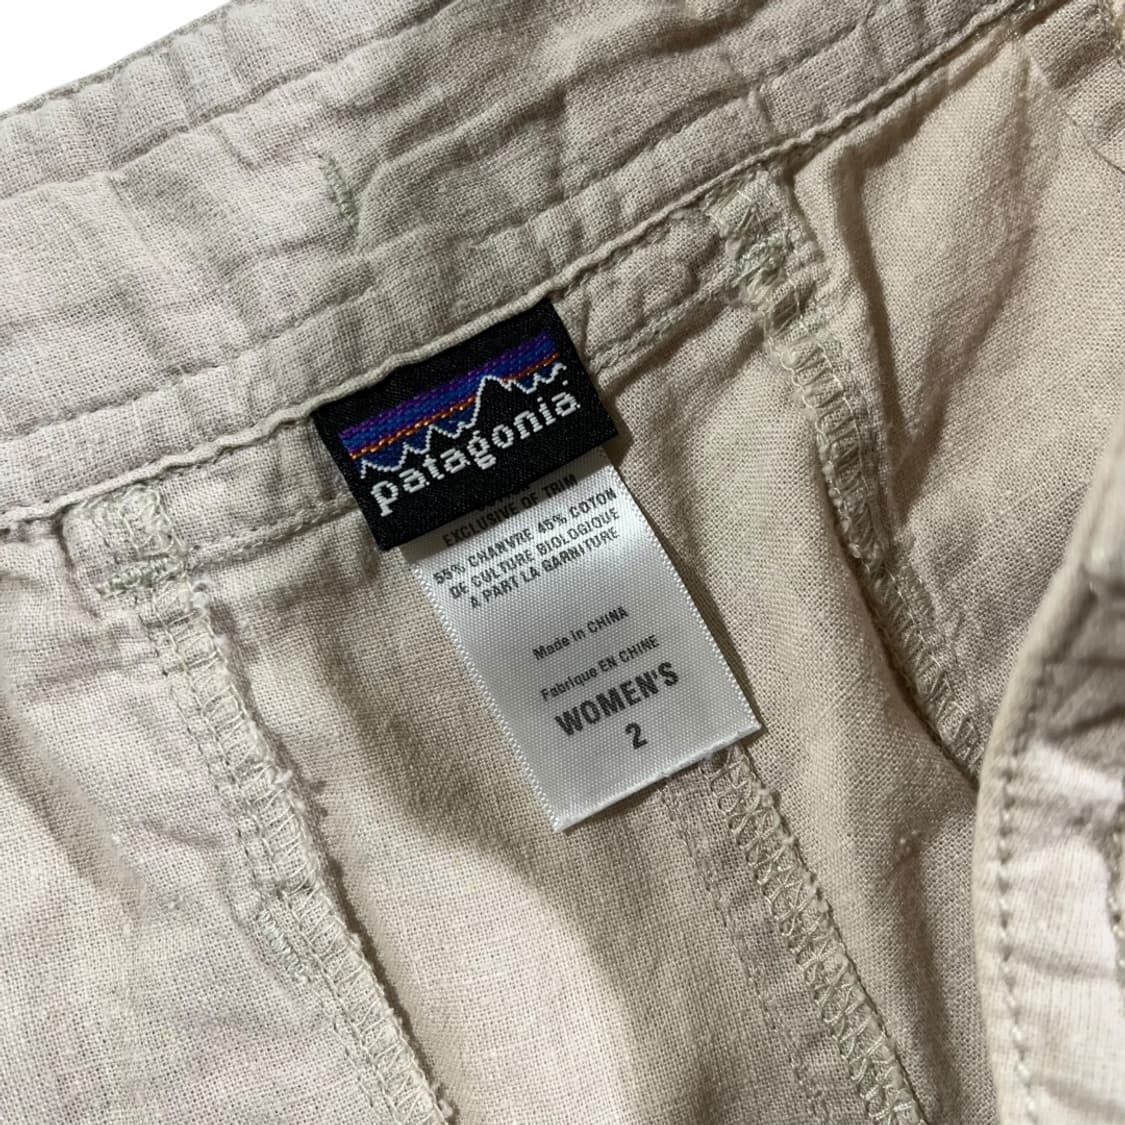 patagonia
EXCLUSIVE OF TRIM
55% CHANVRE 45% COTON
DE CULTURE BIOLOGIQUE
A PART LA GARNITURE
Made in CHINA
Fabrique EN CHINE
WOMEN'S
2